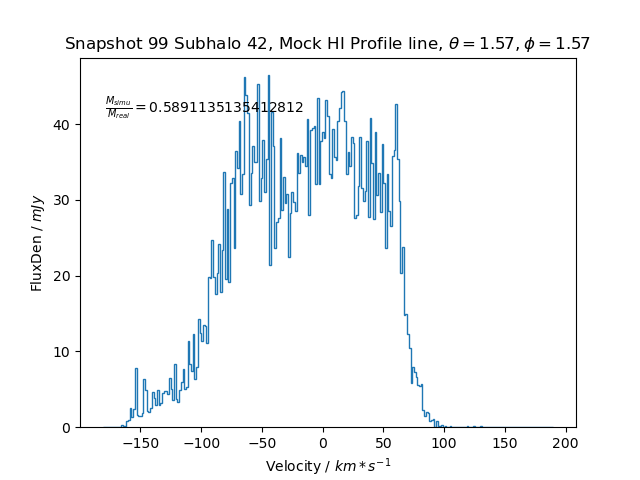 Snapshot 99 Subhalo 42, Mock HI Profile line, θ = 1.57, ϕ = 1.57
M_simu/M_real = 0.5891135135412812
FluxDen / mJy
40
30
20
10
0
−150 −100 −50 0 50 100 150 200
Velocity / km * s⁻¹